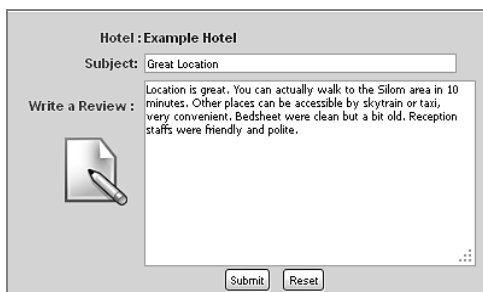 Hotel : Example Hotel
Subject: Great Location
Write a Review :
Location is great. You can actually walk to the Silom area in 10
minutes. Other places can be accessible by skytrain or taxi,
very convenient. Bedsheet were clean but a bit old. Reception
staffs were friendly and polite.
Submit Reset